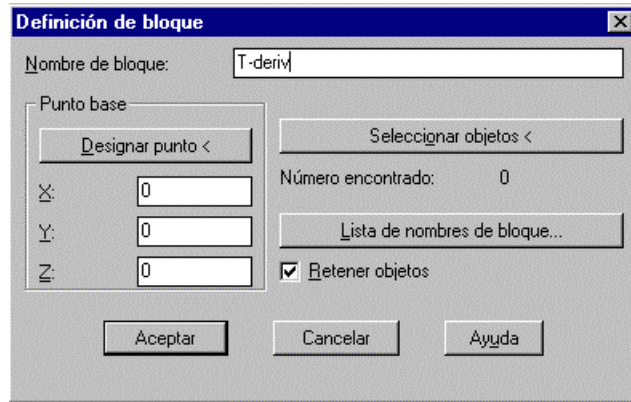 Definición de bloque
Nombre de bloque: T-deriv
Punto base
Designar punto <
X: 0
Y: 0
Z: 0
Seleccionar objetos <
Número encontrado: 0
Lista de nombres de bloque...
Retener objetos
Aceptar Cancelar Ayuda